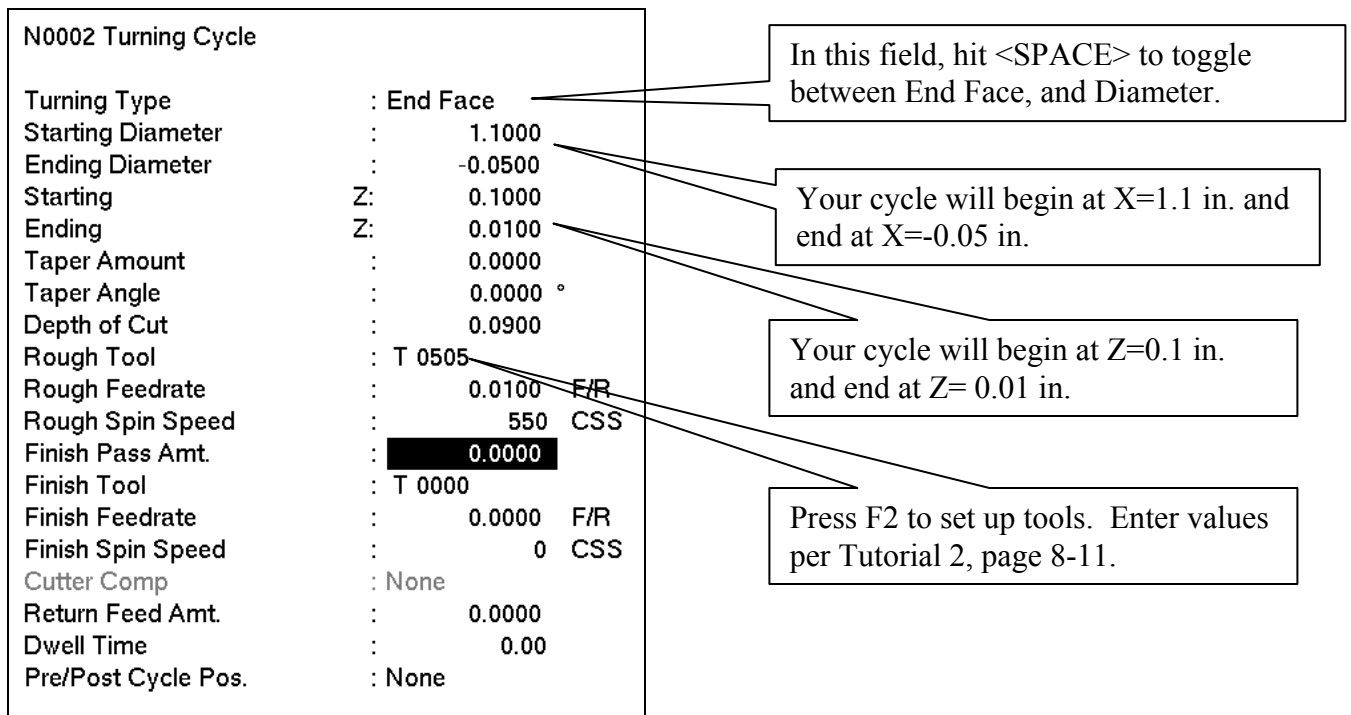 N0002 Turning Cycle
Turning Type : End Face
Starting Diameter : 1.1000
Ending Diameter : -0.0500
Starting Z: 0.1000
Ending Z: 0.0100
Taper Amount : 0.0000
Taper Angle : 0.0000 °
Depth of Cut : 0.0900
Rough Tool : T 0505
Rough Feedrate : 0.0100 F/R
Rough Spin Speed : 550 CSS
Finish Pass Amt. : 0.0000
Finish Tool : T 0000
Finish Feedrate : 0.0000 F/R
Finish Spin Speed : 0 CSS
Cutter Comp : None
Return Feed Amt. : 0.0000
Dwell Time : 0.00
Pre/Post Cycle Pos. : None
In this field, hit <SPACE> to toggle
between End Face, and Diameter.
Your cycle will begin at X=1.1 in. and
end at X=-0.05 in.
Your cycle will begin at Z=0.1 in.
and end at Z= 0.01 in.
Press F2 to set up tools.  Enter values
per Tutorial 2, page 8-11.